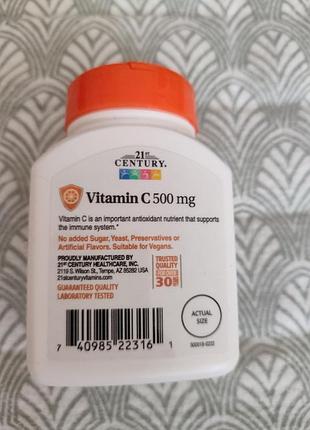 21ST
CENTURY®
Vitamin C 500 mg
Vitamin C is an important antioxidant nutrient that supports
the immune system.*
No added Sugar, Yeast, Preservatives or
Artificial Flavors. Suitable for Vegans.
PROUDLY MANUFACTURED BY
21ST CENTURY HEALTHCARE, INC.
2119 S. Wilson St., Tempe, AZ 85282 USA
21stcenturyvitamins.com
GUARANTEED QUALITY
LABORATORY TESTED
TRUSTED
QUALITY
FOR OVER
30
ACTUAL
SIZE
7 40985 22316 1